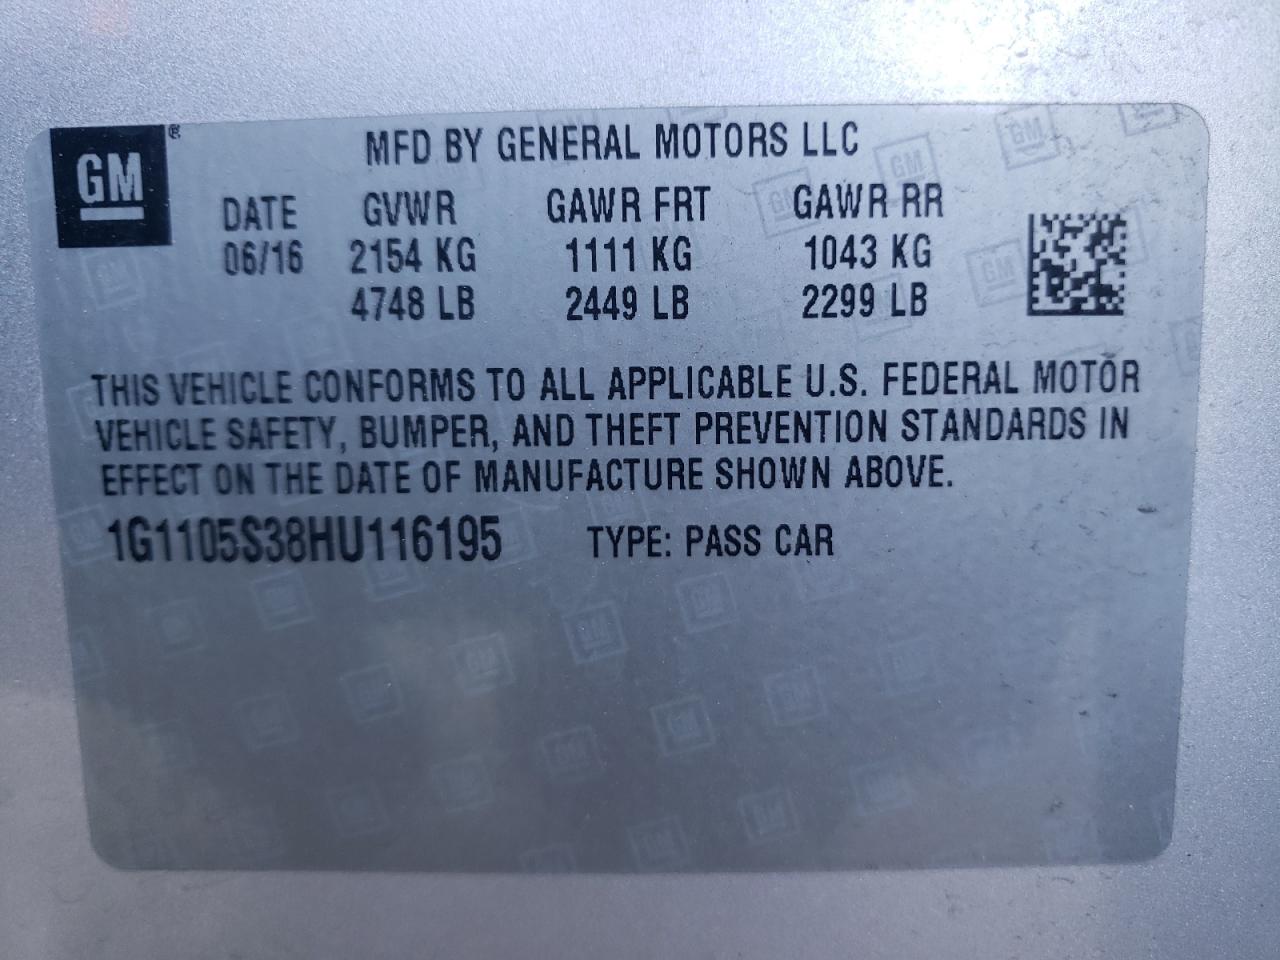 GM®
MFD BY GENERAL MOTORS LLC
DATE GVWR GAWR FRT GAWR RR
06/16 2154 KG 1111 KG 1043 KG
4748 LB 2449 LB 2299 LB
THIS VEHICLE CONFORMS TO ALL APPLICABLE U.S. FEDERAL MOTOR
VEHICLE SAFETY, BUMPER, AND THEFT PREVENTION STANDARDS IN
EFFECT ON THE DATE OF MANUFACTURE SHOWN ABOVE.
1G1105S38HU116195 TYPE: PASS CAR